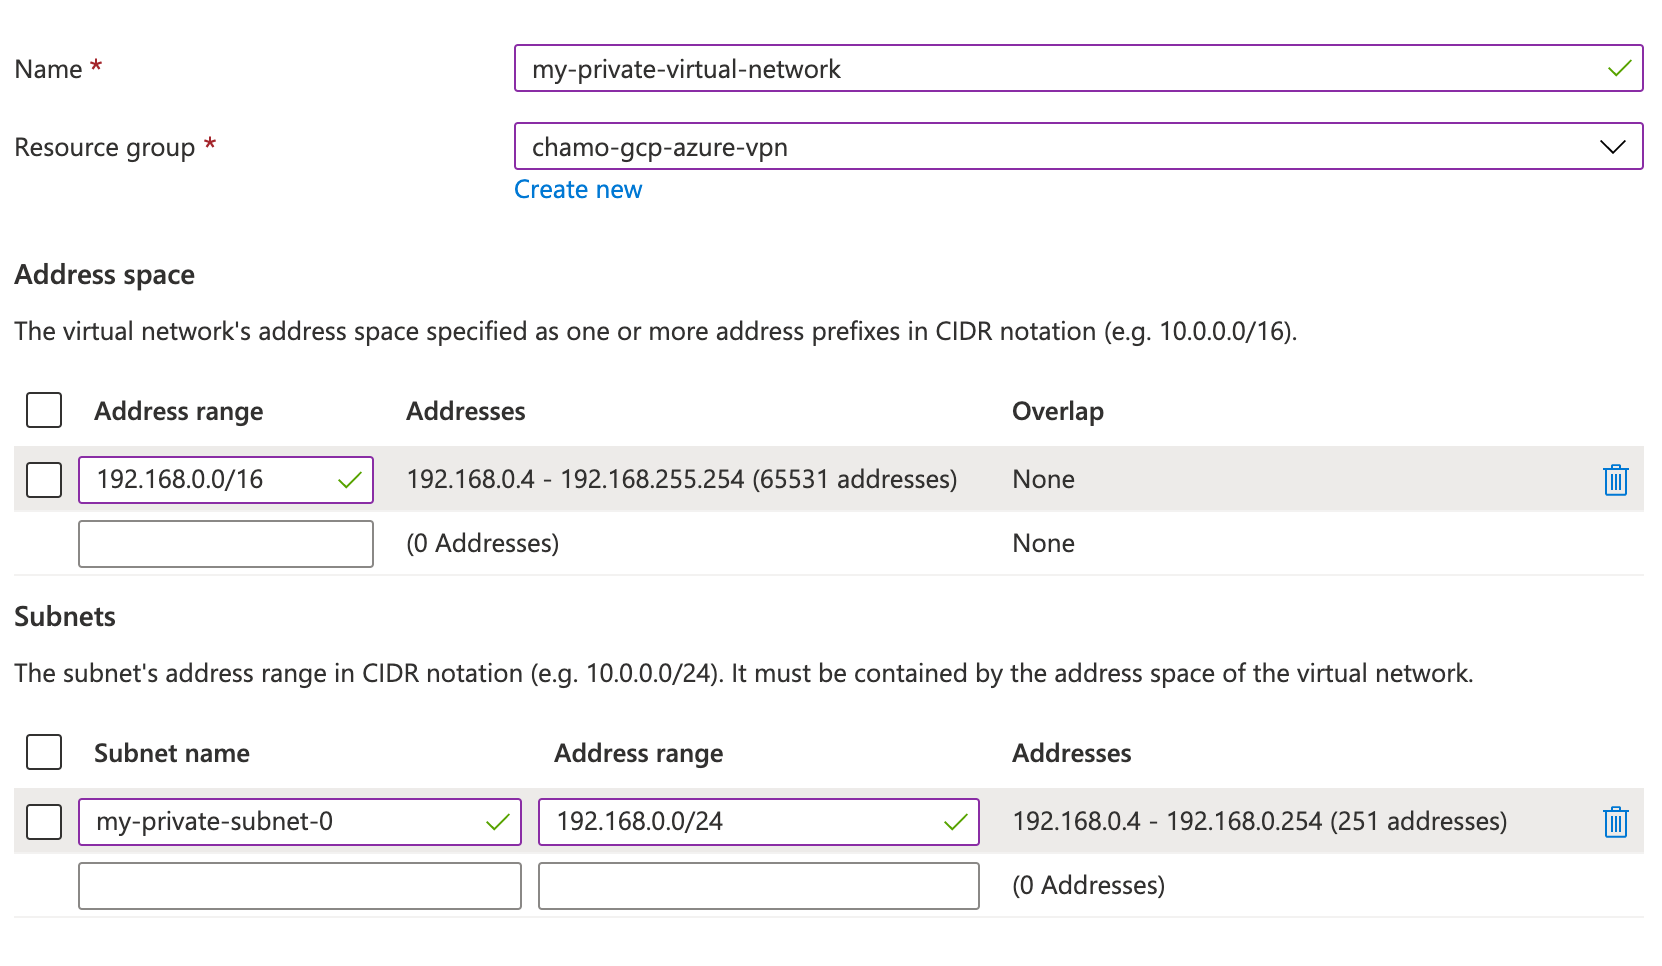 Name *
my-private-virtual-network
Resource group *
chamo-gcp-azure-vpn
Create new
Address space
The virtual network's address space specified as one or more address prefixes in CIDR notation (e.g. 10.0.0.0/16).
Address range Addresses Overlap
192.168.0.0/16 192.168.0.4 - 192.168.255.254 (65531 addresses) None
(0 Addresses) None
Subnets
The subnet's address range in CIDR notation (e.g. 10.0.0.0/24). It must be contained by the address space of the virtual network.
Subnet name Address range Addresses
my-private-subnet-0 192.168.0.0/24 192.168.0.4 - 192.168.0.254 (251 addresses)
(0 Addresses)